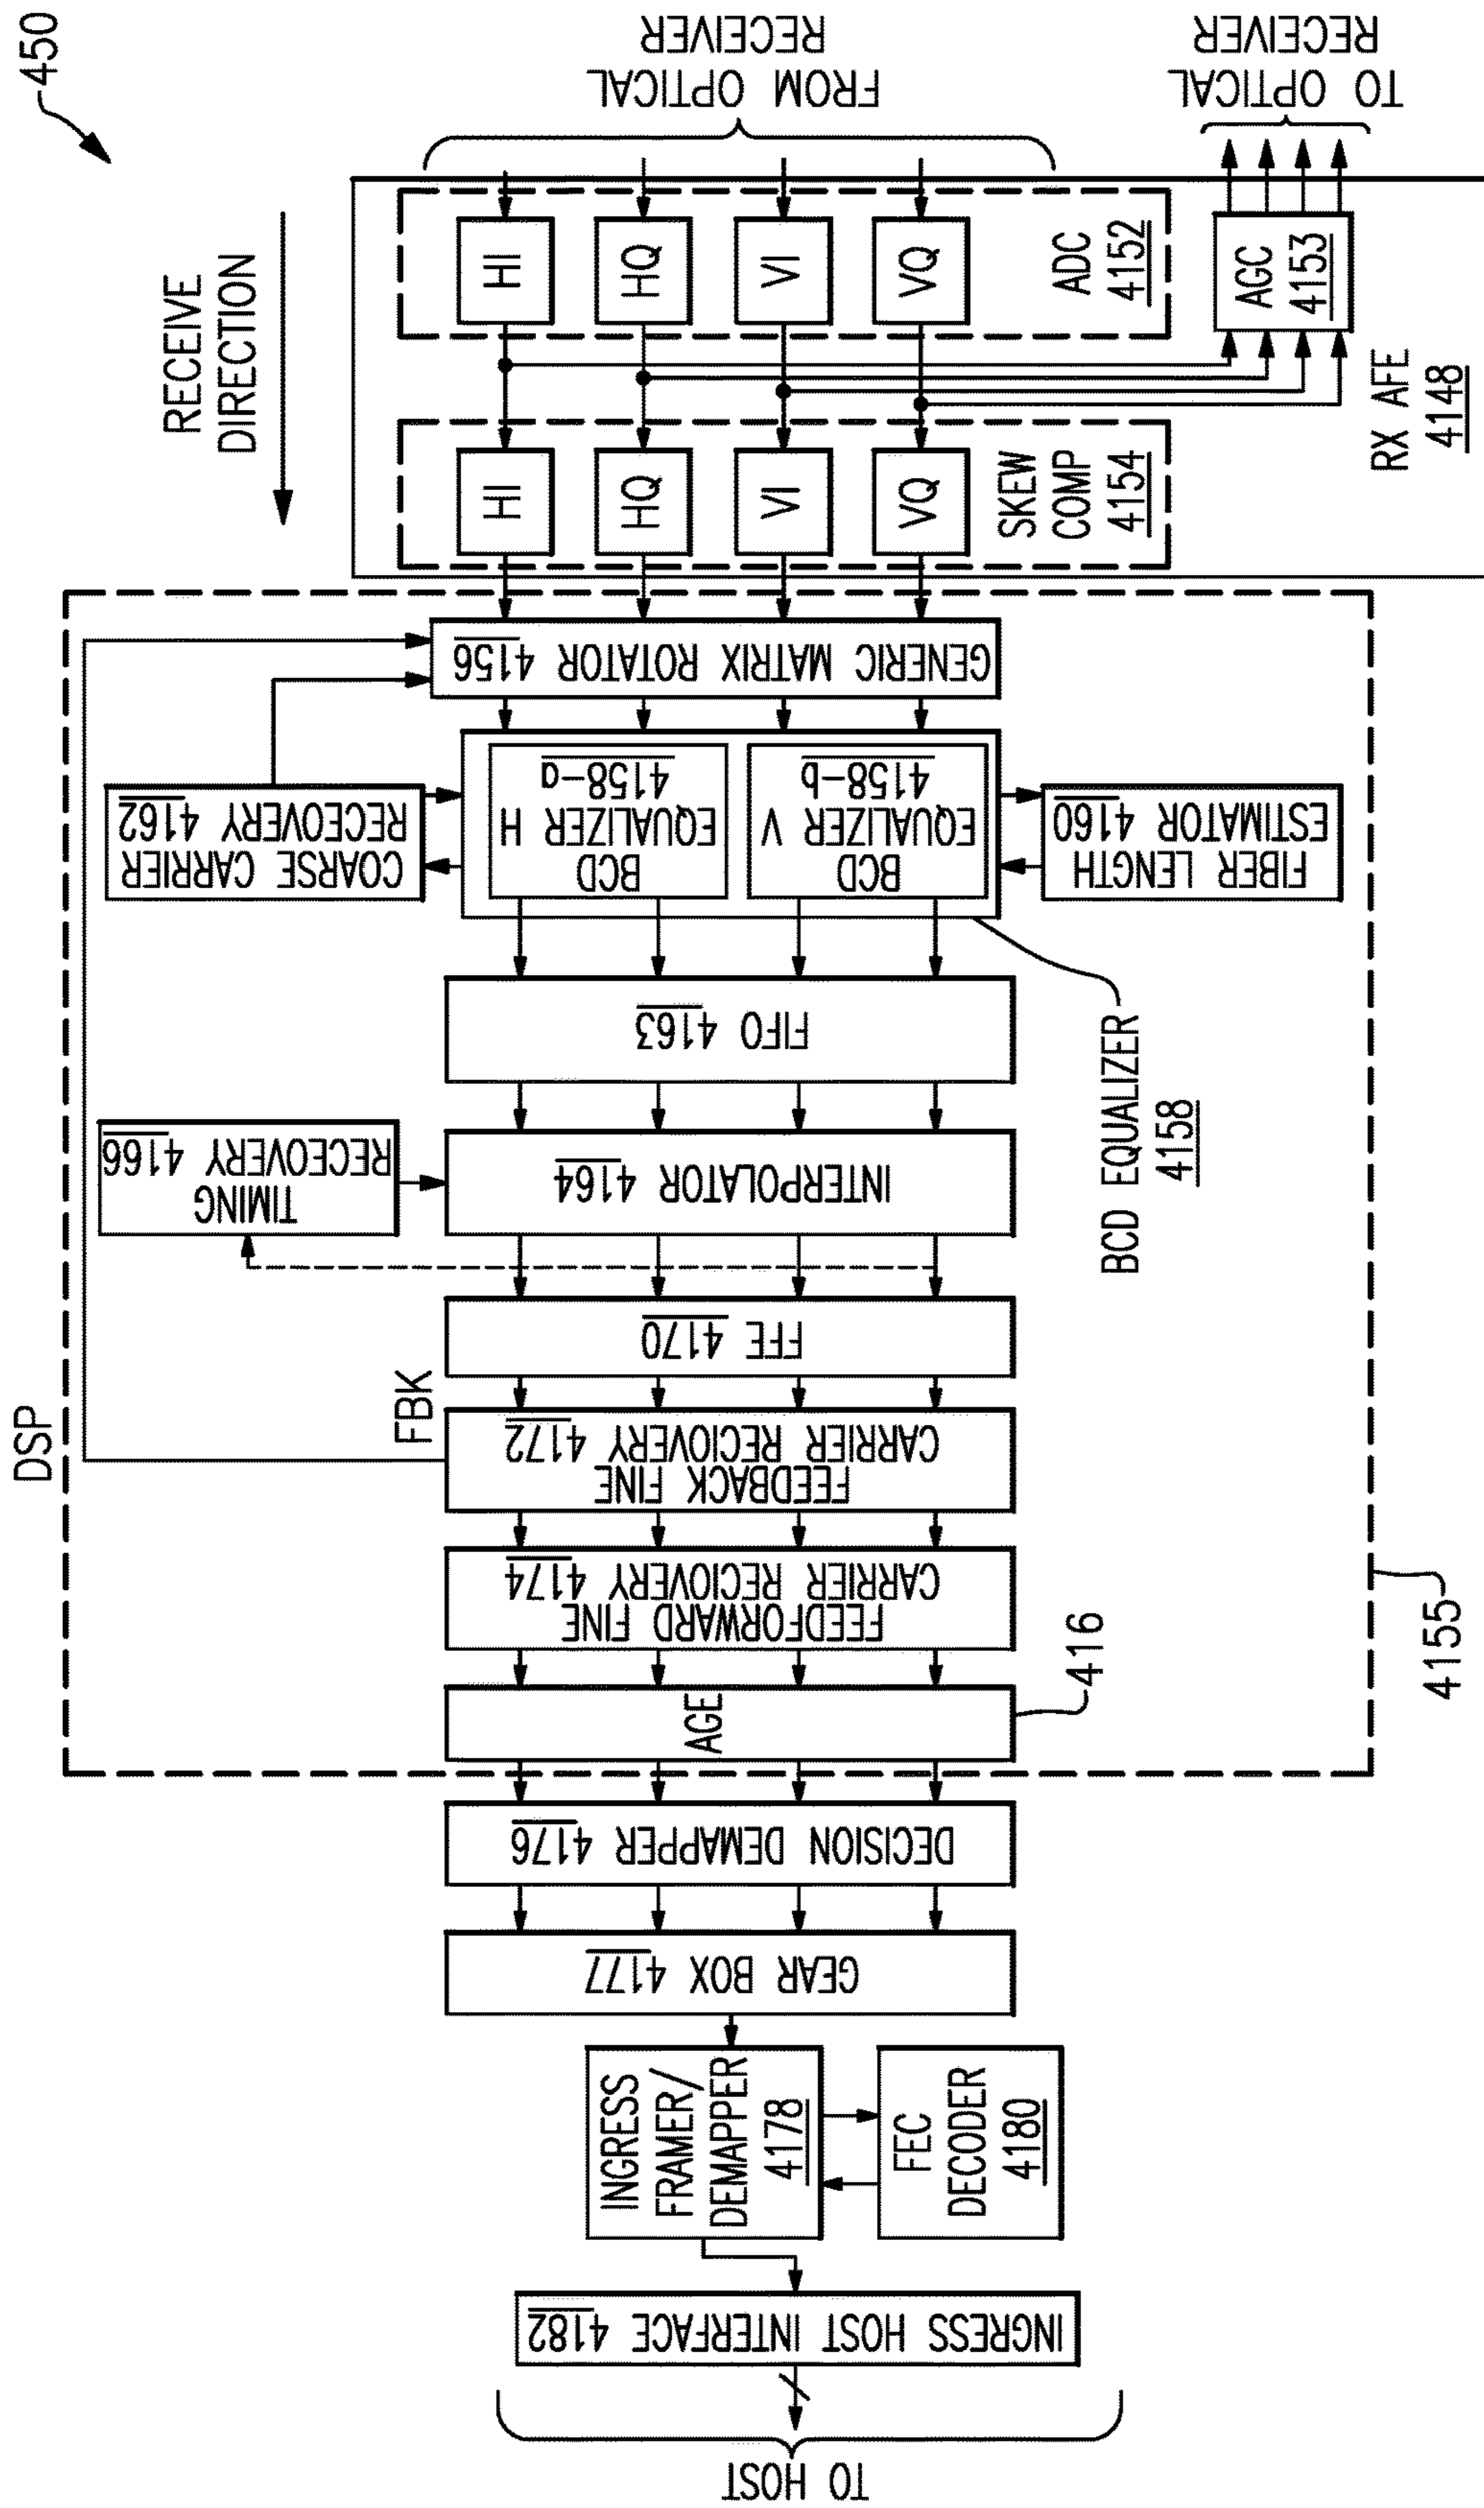 450
FROM OPTICAL
RECEIVER
TO OPTICAL
RECEIVER
RECEIVE
DIRECTION
HI
HQ
VI
VQ
ADC
4152
AGC
4153
HI
HQ
VI
VQ
SKEW
COMP
4154
RX AFE
4148
DSP
GENERIC MATRIX ROTATOR 4156
COARSE CARRIER
RECOVERY 4162
BCD
EQUALIZER H
4158-a
BCD
EQUALIZER V
4158-b
FIBER LENGTH
ESTIMATOR 4160
BCD EQUALIZER
4158
FIFO 4163
TIMING
RECOVERY 4166
INTERPOLATOR 4164
FFE 4170
FBK
FEEDBACK FINE
CARRIER RECIOVERY 4172
FEEDFORWARD FINE
CARRIER RECIOVERY 4174
AGE
416
4155
DECISION DEMAPPER 4176
GEAR BOX 4177
INGRESS
FRAMER/
DEMAPPER
4178
FEC
DECODER
4180
INGRESS HOST INTERFACE 4182
TO HOST